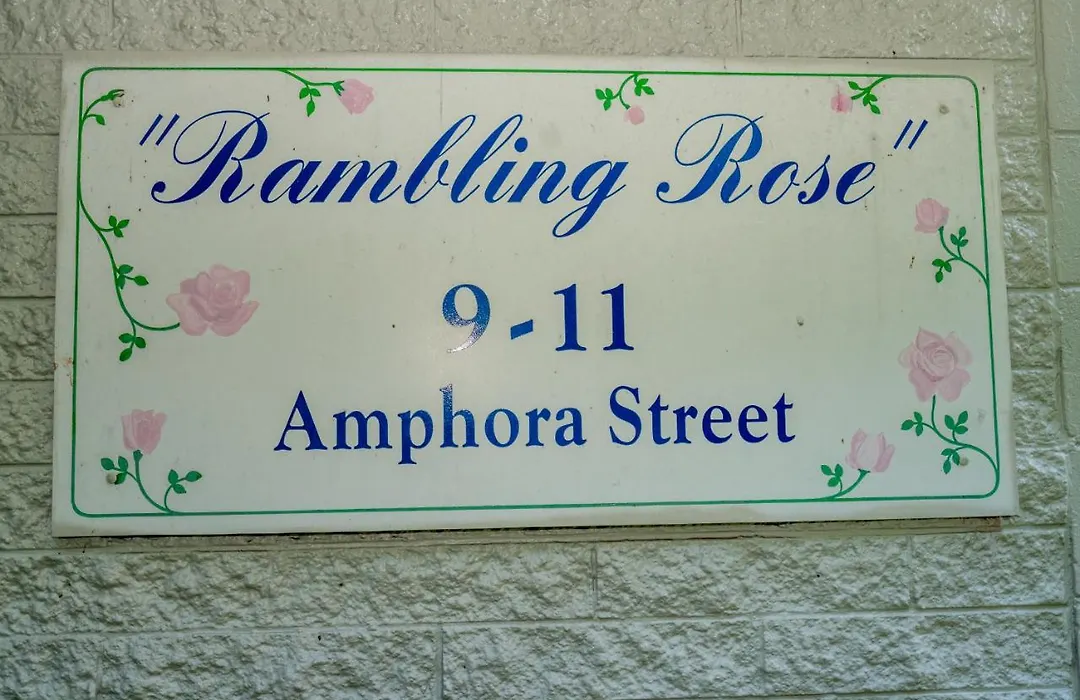 "Rambling Rose"
9-11
Amphora Street